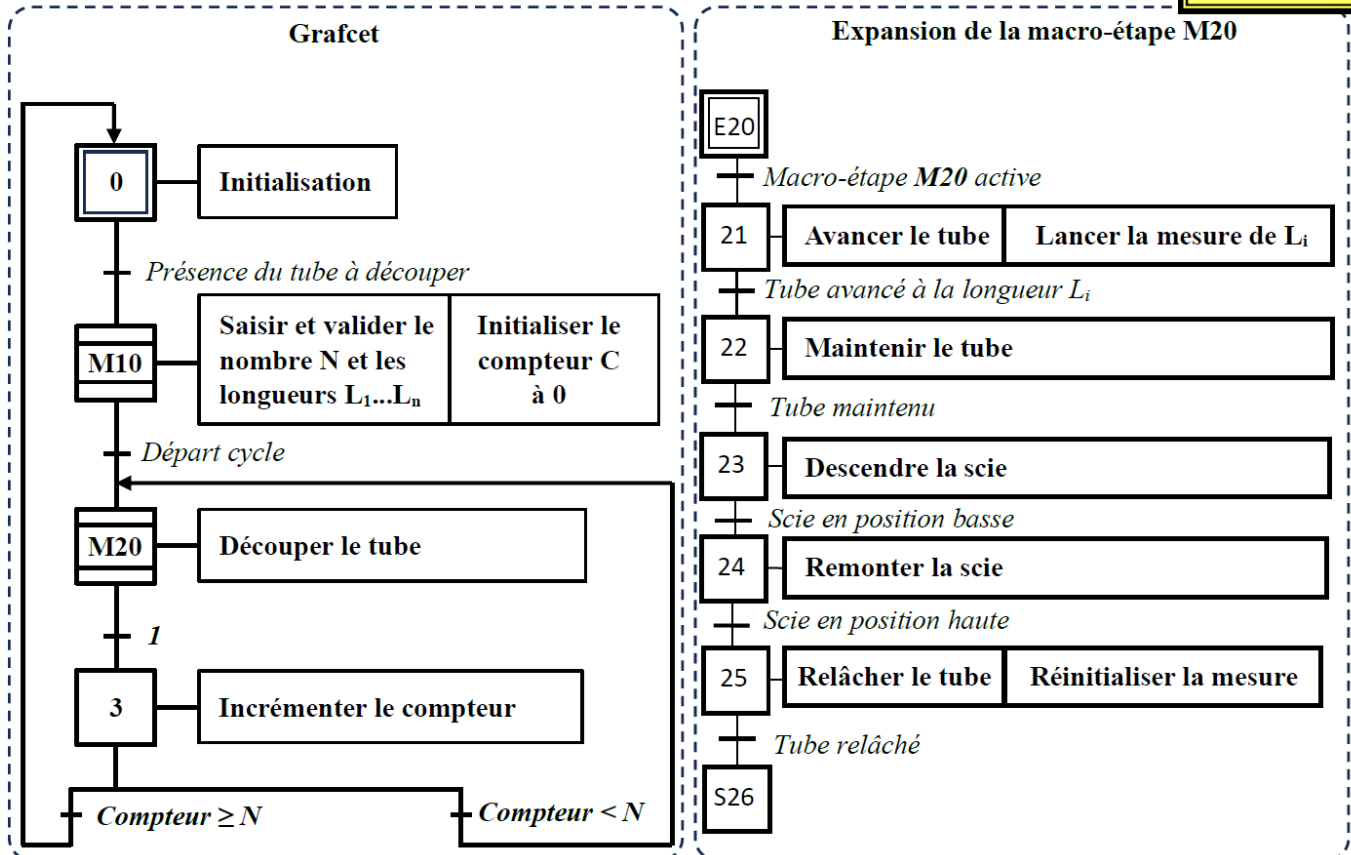 Grafcet
0
Initialisation
Présence du tube à découper
M10
Saisir et valider le
nombre N et les
longueurs L₁...Lₙ
Initialiser le
compteur C
à 0
Départ cycle
M20
Découper le tube
1
3
Incrémenter le compteur
Compteur ≥ N
Compteur < N
Expansion de la macro-étape M20
E20
Macro-étape M20 active
21
Avancer le tube
Lancer la mesure de Lᵢ
Tube avancé à la longueur Lᵢ
22
Maintenir le tube
Tube maintenu
23
Descendre la scie
Scie en position basse
24
Remonter la scie
Scie en position haute
25
Relâcher le tube
Réinitialiser la mesure
Tube relâché
S26